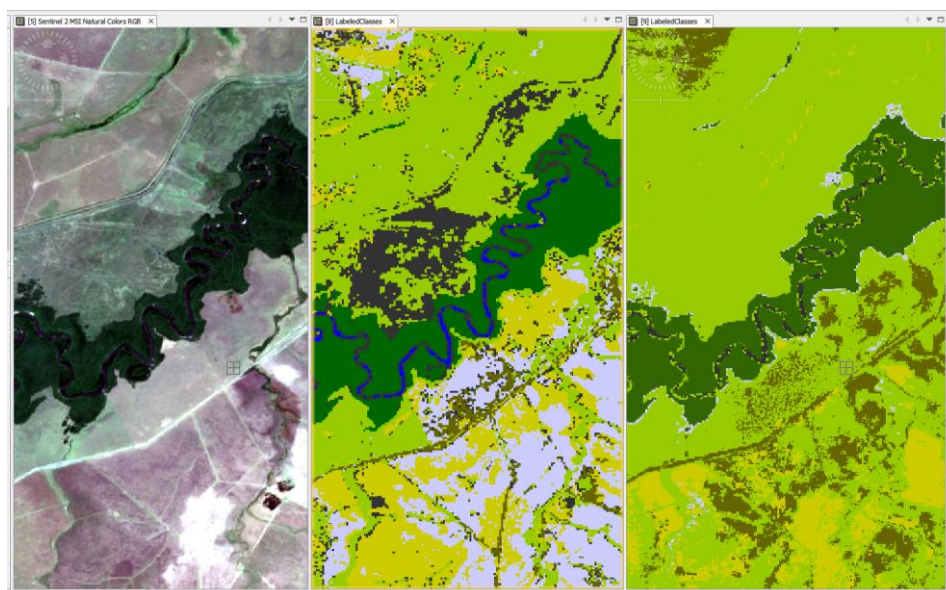 [5] Sentinel 2 MSI Natural Colors RGB
[8] LabeledClasses
[9] LabeledClasses